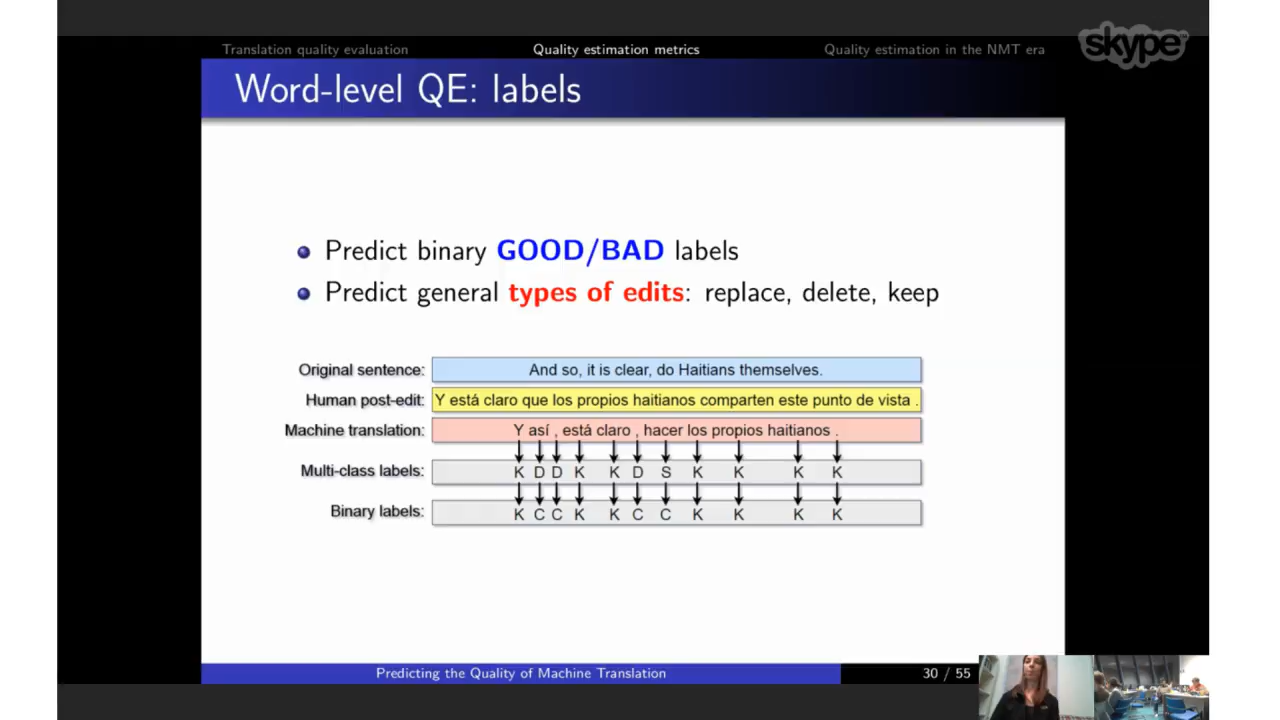 Translation quality evaluation Quality estimation metrics Quality estimation in the NMT era
skype
Word-level QE: labels
Predict binary GOOD/BAD labels
Predict general types of edits: replace, delete, keep
Original sentence: And so, it is clear, do Haitians themselves.
Human post-edit: Y está claro que los propios haitianos comparten este punto de vista .
Machine translation: Y así , está claro , hacer los propios haitianos .
Multi-class labels: K D D K K D S K K K K
Binary labels: K C C K K C C K K K K
Predicting the Quality of Machine Translation 30 / 55